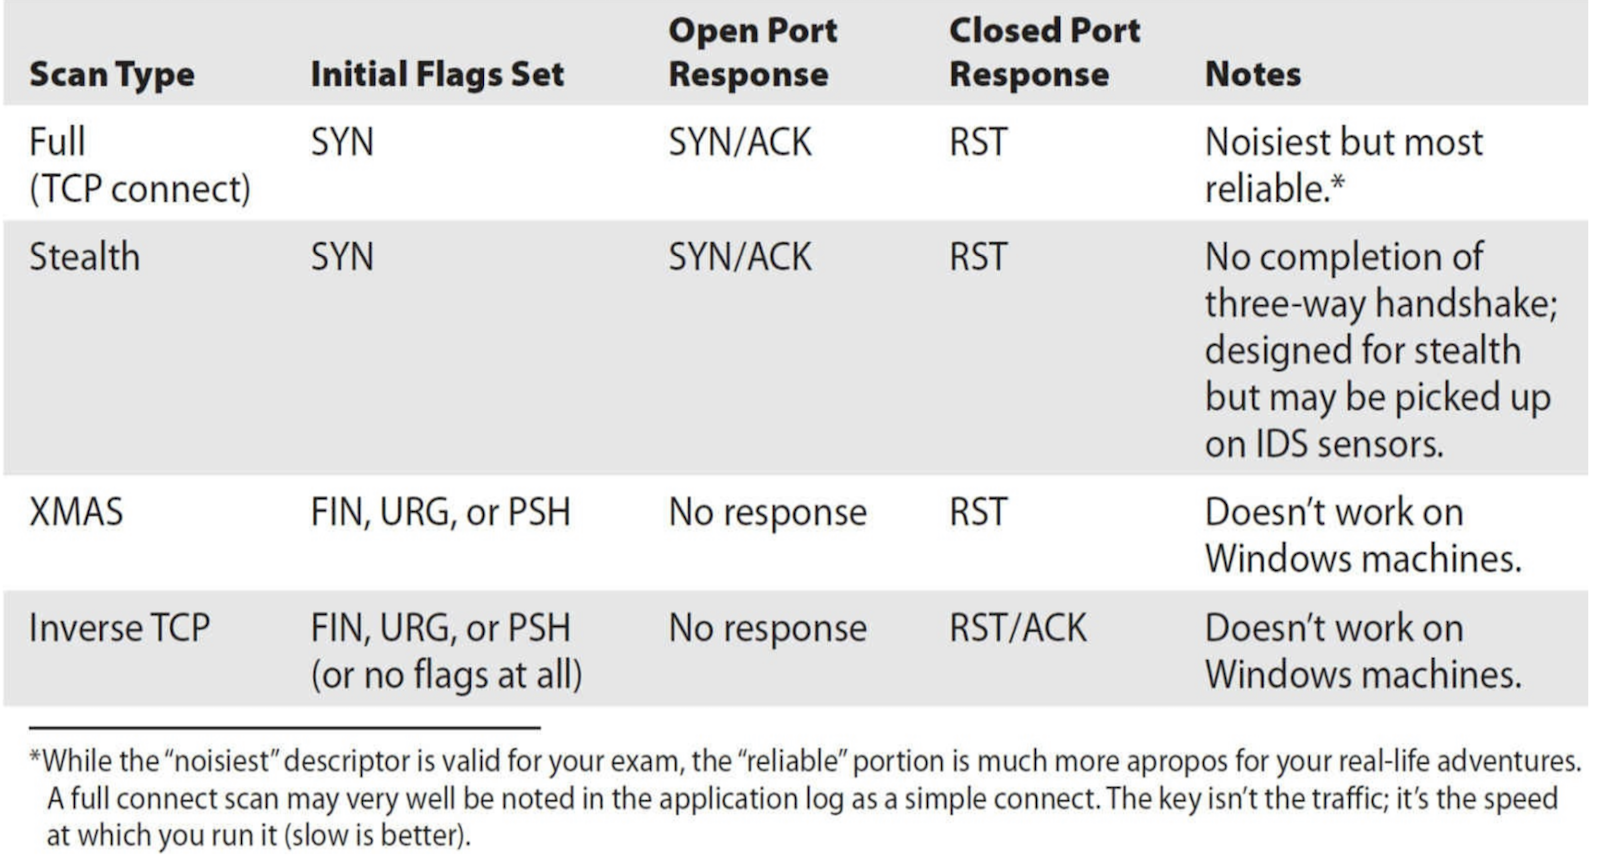 Scan Type Initial Flags Set Open Port Response Closed Port Response Notes
Full (TCP connect) SYN SYN/ACK RST Noisiest but most reliable.*
Stealth SYN SYN/ACK RST No completion of
three-way handshake;
designed for stealth
but may be picked up
on IDS sensors.
XMAS FIN, URG, or PSH No response RST Doesn’t work on
Windows machines.
Inverse TCP FIN, URG, or PSH (or no flags at all) No response RST/ACK Doesn’t work on
Windows machines.
*While the “noisiest” descriptor is valid for your exam, the “reliable” portion is much more apropos for your real-life adventures.
A full connect scan may very well be noted in the application log as a simple connect. The key isn’t the traffic; it’s the speed
at which you run it (slow is better).